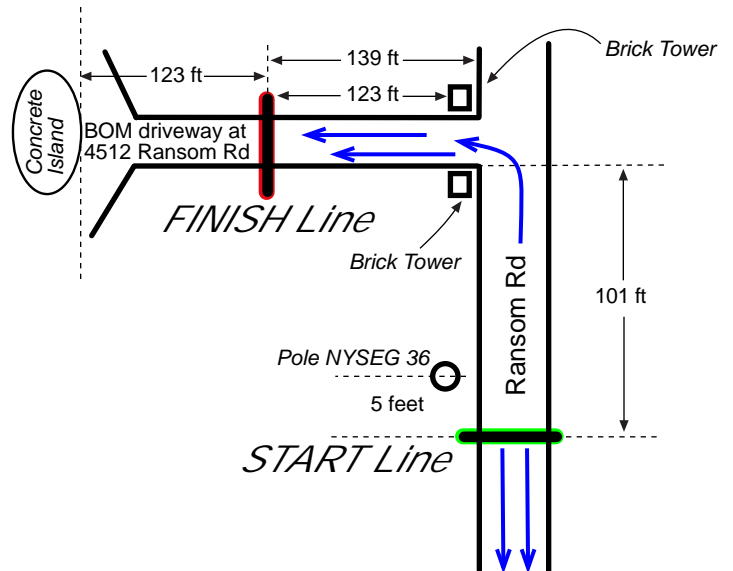 Brick Tower
139 ft
123 ft
123 ft
Concrete
Island
BOM driveway at
4512 Ransom Rd
FINISH Line
Brick Tower
Ransom Rd
101 ft
Pole NYSEG 36
5 feet
START Line